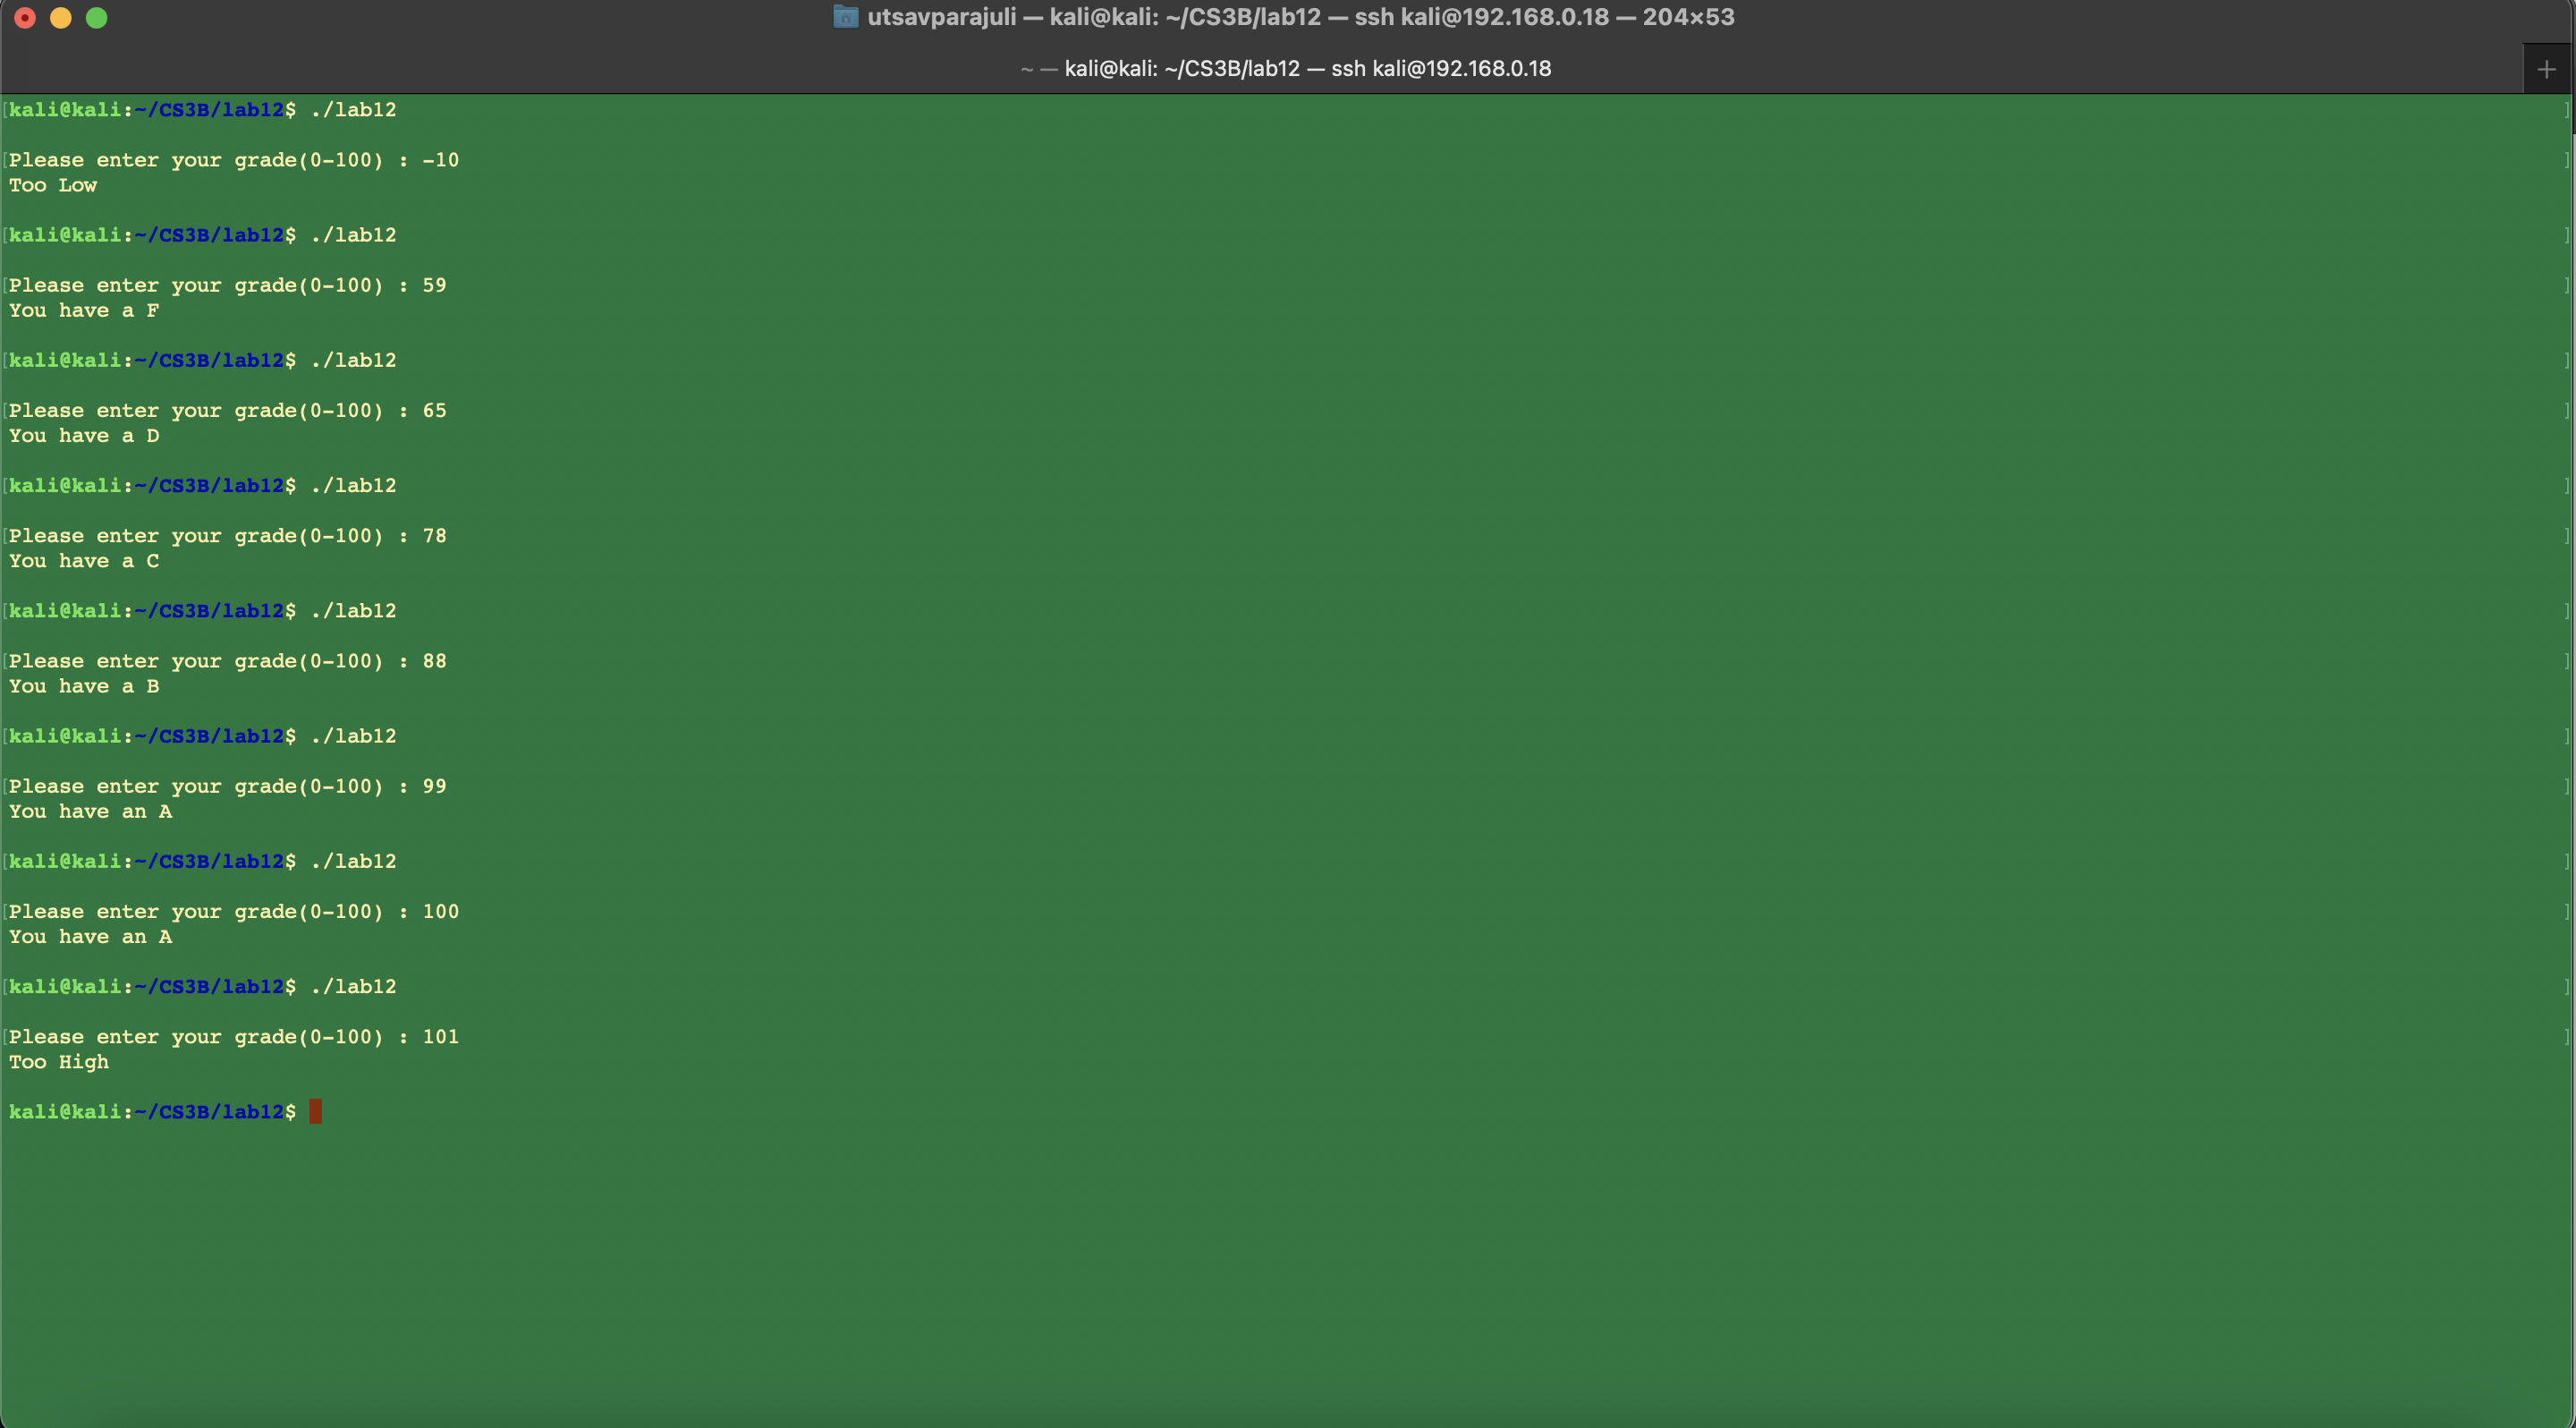 utsavparajuli — kali@kali: ~/CS3B/lab12 — ssh kali@192.168.0.18 — 204×53
~ — kali@kali: ~/CS3B/lab12 — ssh kali@192.168.0.18
[kali@kali:~/CS3B/lab12$ ./lab12 ]
[Please enter your grade(0-100) : -10 ]
Too Low
[kali@kali:~/CS3B/lab12$ ./lab12 ]
[Please enter your grade(0-100) : 59 ]
You have a F
[kali@kali:~/CS3B/lab12$ ./lab12 ]
[Please enter your grade(0-100) : 65 ]
You have a D
[kali@kali:~/CS3B/lab12$ ./lab12 ]
[Please enter your grade(0-100) : 78 ]
You have a C
[kali@kali:~/CS3B/lab12$ ./lab12 ]
[Please enter your grade(0-100) : 88 ]
You have a B
[kali@kali:~/CS3B/lab12$ ./lab12 ]
[Please enter your grade(0-100) : 99 ]
You have an A
[kali@kali:~/CS3B/lab12$ ./lab12 ]
[Please enter your grade(0-100) : 100 ]
You have an A
[kali@kali:~/CS3B/lab12$ ./lab12 ]
[Please enter your grade(0-100) : 101 ]
Too High
kali@kali:~/CS3B/lab12$